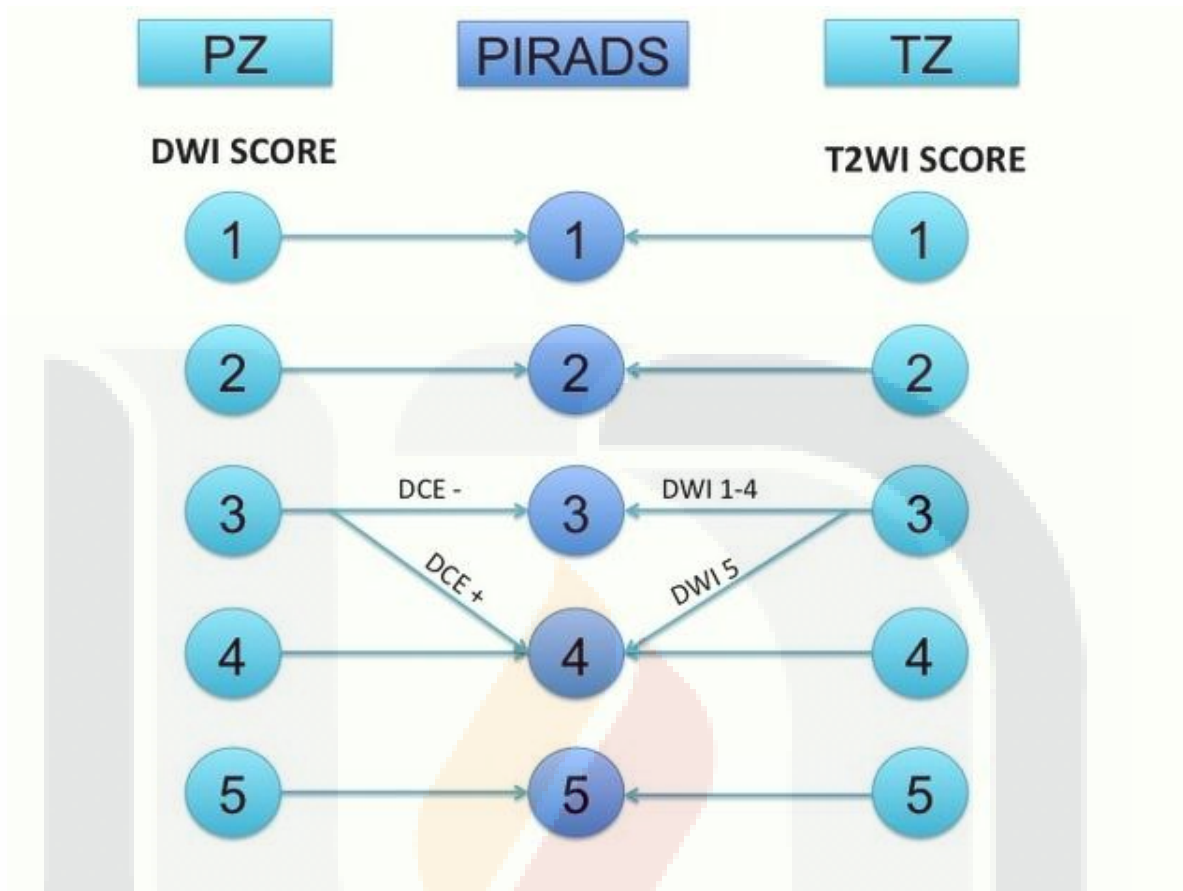 PZ PIRADS TZ
DWI SCORE T2WI SCORE
1 1 1
2 2 2
DCE - DWI 1-4
3 3 3
DCE + DWI 5
4 4 4
5 5 5